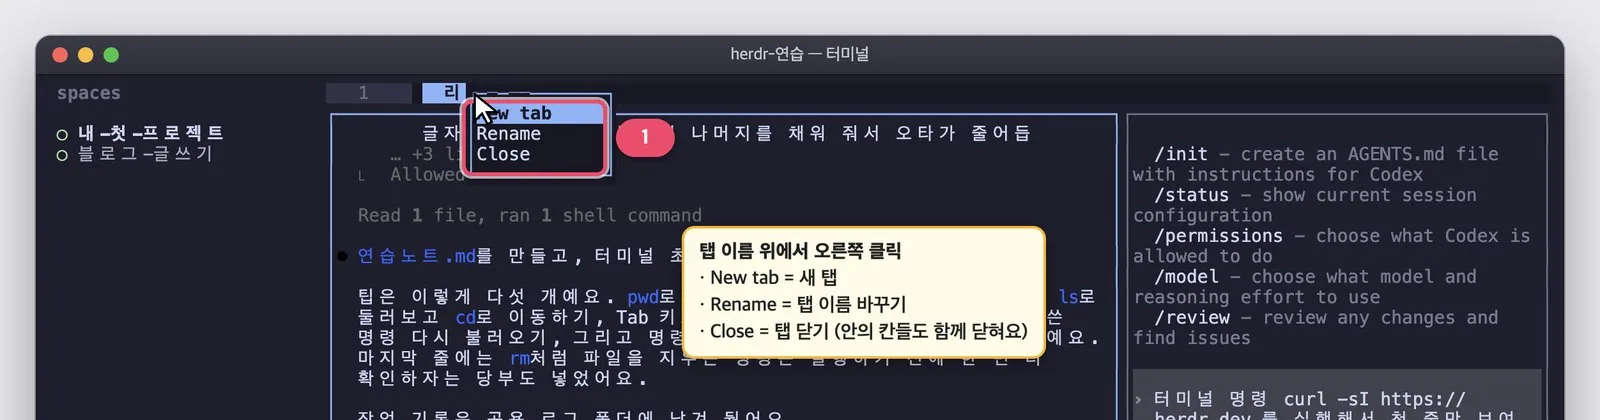 herdr-연습 — 터미널
spaces
1
리
내-첫-프로젝트
블로그-글쓰기
New tab
Rename
Close
1
글자
나머지를 채워 줘서 오타가 줄어듭
… +3 li
└ Allowed
Read 1 file, ran 1 shell command
연습노트.md를 만들고, 터미널 초
팁은 이렇게 다섯 개예요. pwd로
ls로
둘러보고 cd로 이동하기, Tab 키
쓴
명령 다시 불러오기, 그리고 명령
예요.
마지막 줄에는 rm처럼 파일을 지우는
확인하자는 당부도 넣었어요.
탭 이름 위에서 오른쪽 클릭
· New tab = 새 탭
· Rename = 탭 이름 바꾸기
· Close = 탭 닫기 (안의 칸들도 함께 닫혀요)
/init – create an AGENTS.md file
with instructions for Codex
/status – show current session
configuration
/permissions – choose what Codex is
allowed to do
/model – choose what model and
reasoning effort to use
/review – review any changes and
find issues
› 터미널 명령 curl -sI https://